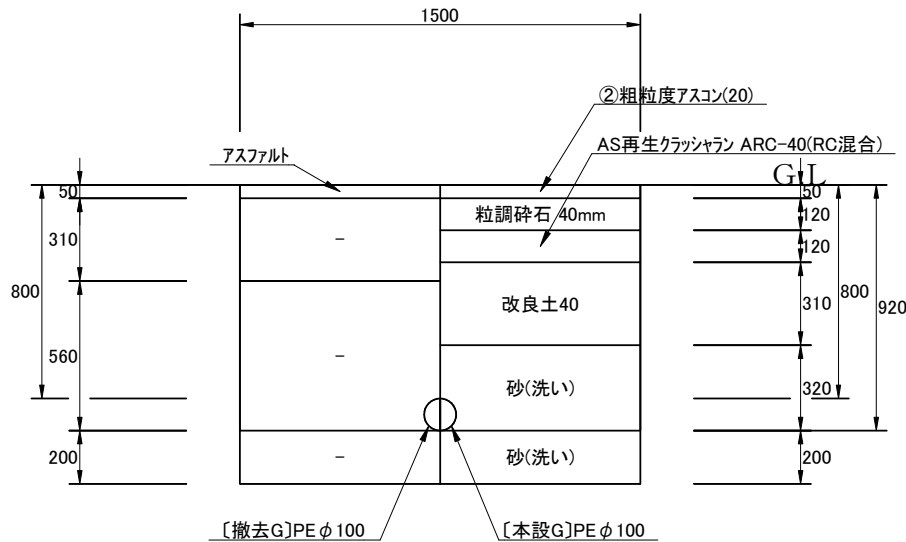 1500
②粗粒度アスコン(20)
AS再生クラッシャラン ARC-40(RC混合)
アスファルト
G.L
50
50
粒調砕石 40mm
120
310
-
120
800
改良土40
310
800
920
560
-
砂(洗い)
320
200
-
砂(洗い)
200
〔撤去G〕PEφ100
〔本設G〕PEφ100